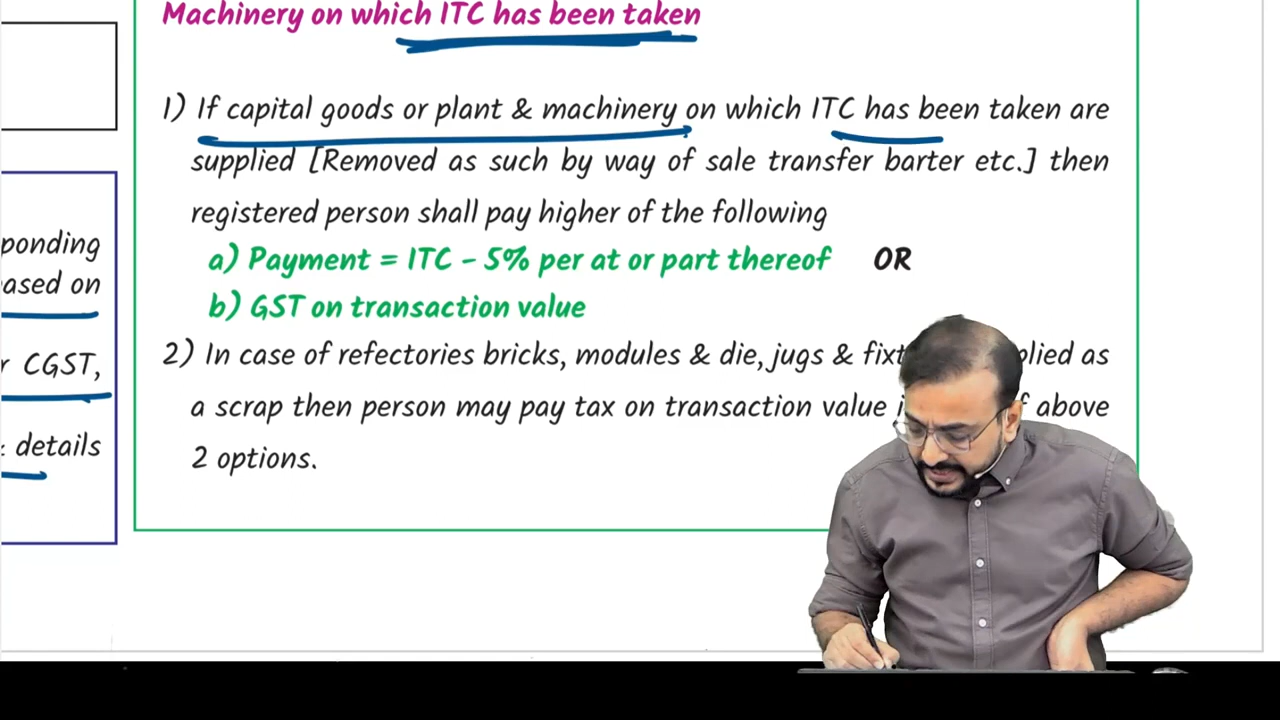 Machinery on which ITC has been taken
1) If capital goods or plant & machinery on which ITC has been taken are
supplied [Removed as such by way of sale transfer barter etc.] then
registered person shall pay higher of the following
a) Payment = ITC - 5% per at or part thereof OR
b) GST on transaction value
2) In case of refectories bricks, modules & die, jugs & as
a scrap then person may pay tax on transaction value above
2 options.
ponding
ased on
r CGST,
details